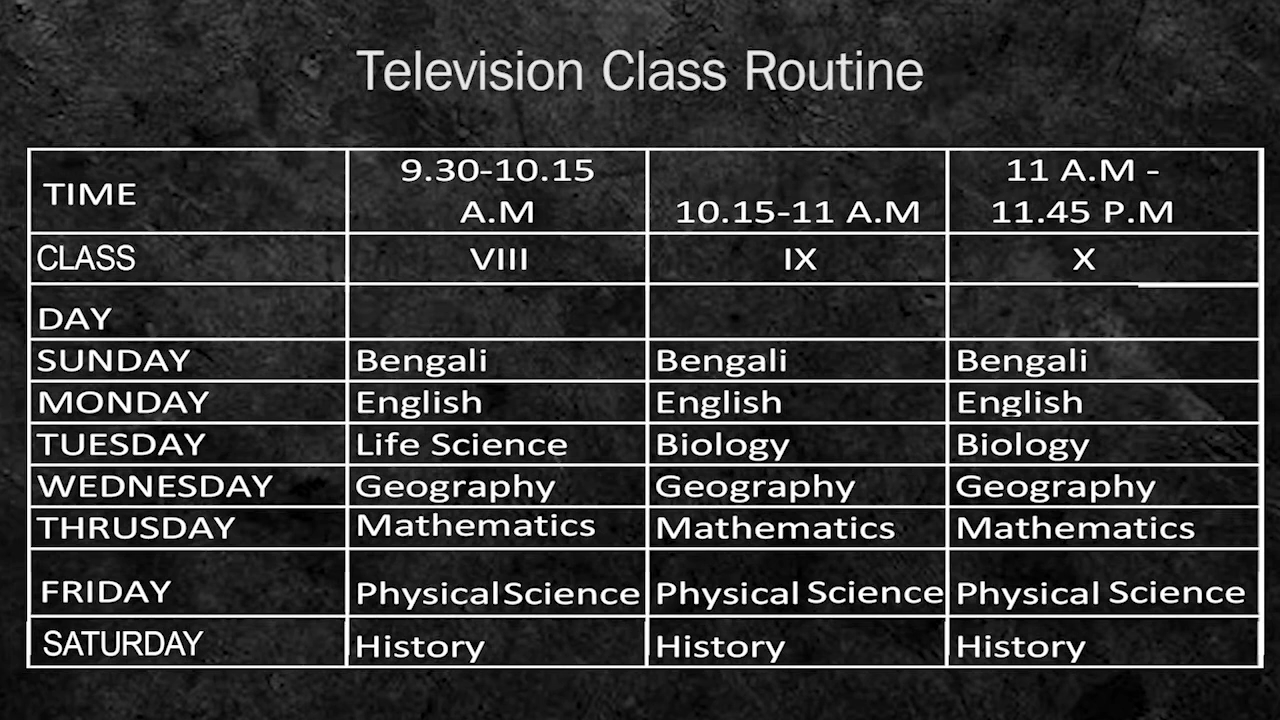 Television Class Routine
TIME 9.30-10.15 A.M 10.15-11 A.M 11 A.M - 11.45 P.M
CLASS VIII IX X
DAY
SUNDAY Bengali Bengali Bengali
MONDAY English English English
TUESDAY Life Science Biology Biology
WEDNESDAY Geography Geography Geography
THRUSDAY Mathematics Mathematics Mathematics
FRIDAY Physical Science Physical Science Physical Science
SATURDAY History History History